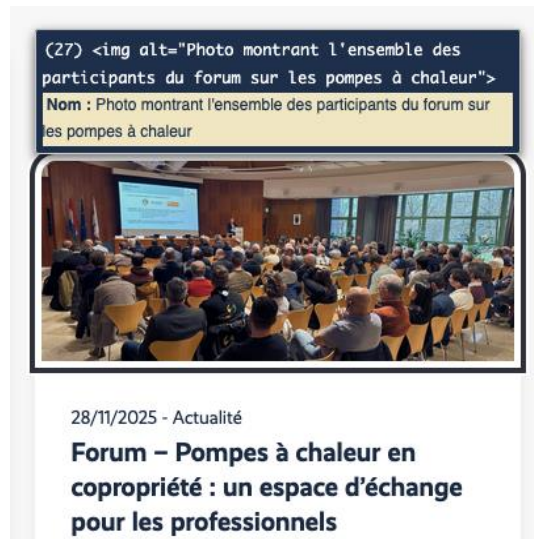 (27) <img alt="Photo montrant l'ensemble des
participants du forum sur les pompes à chaleur">
Nom : Photo montrant l'ensemble des participants du forum sur
les pompes à chaleur
28/11/2025 - Actualité
Forum – Pompes à chaleur en
copropriété : un espace d’échange
pour les professionnels